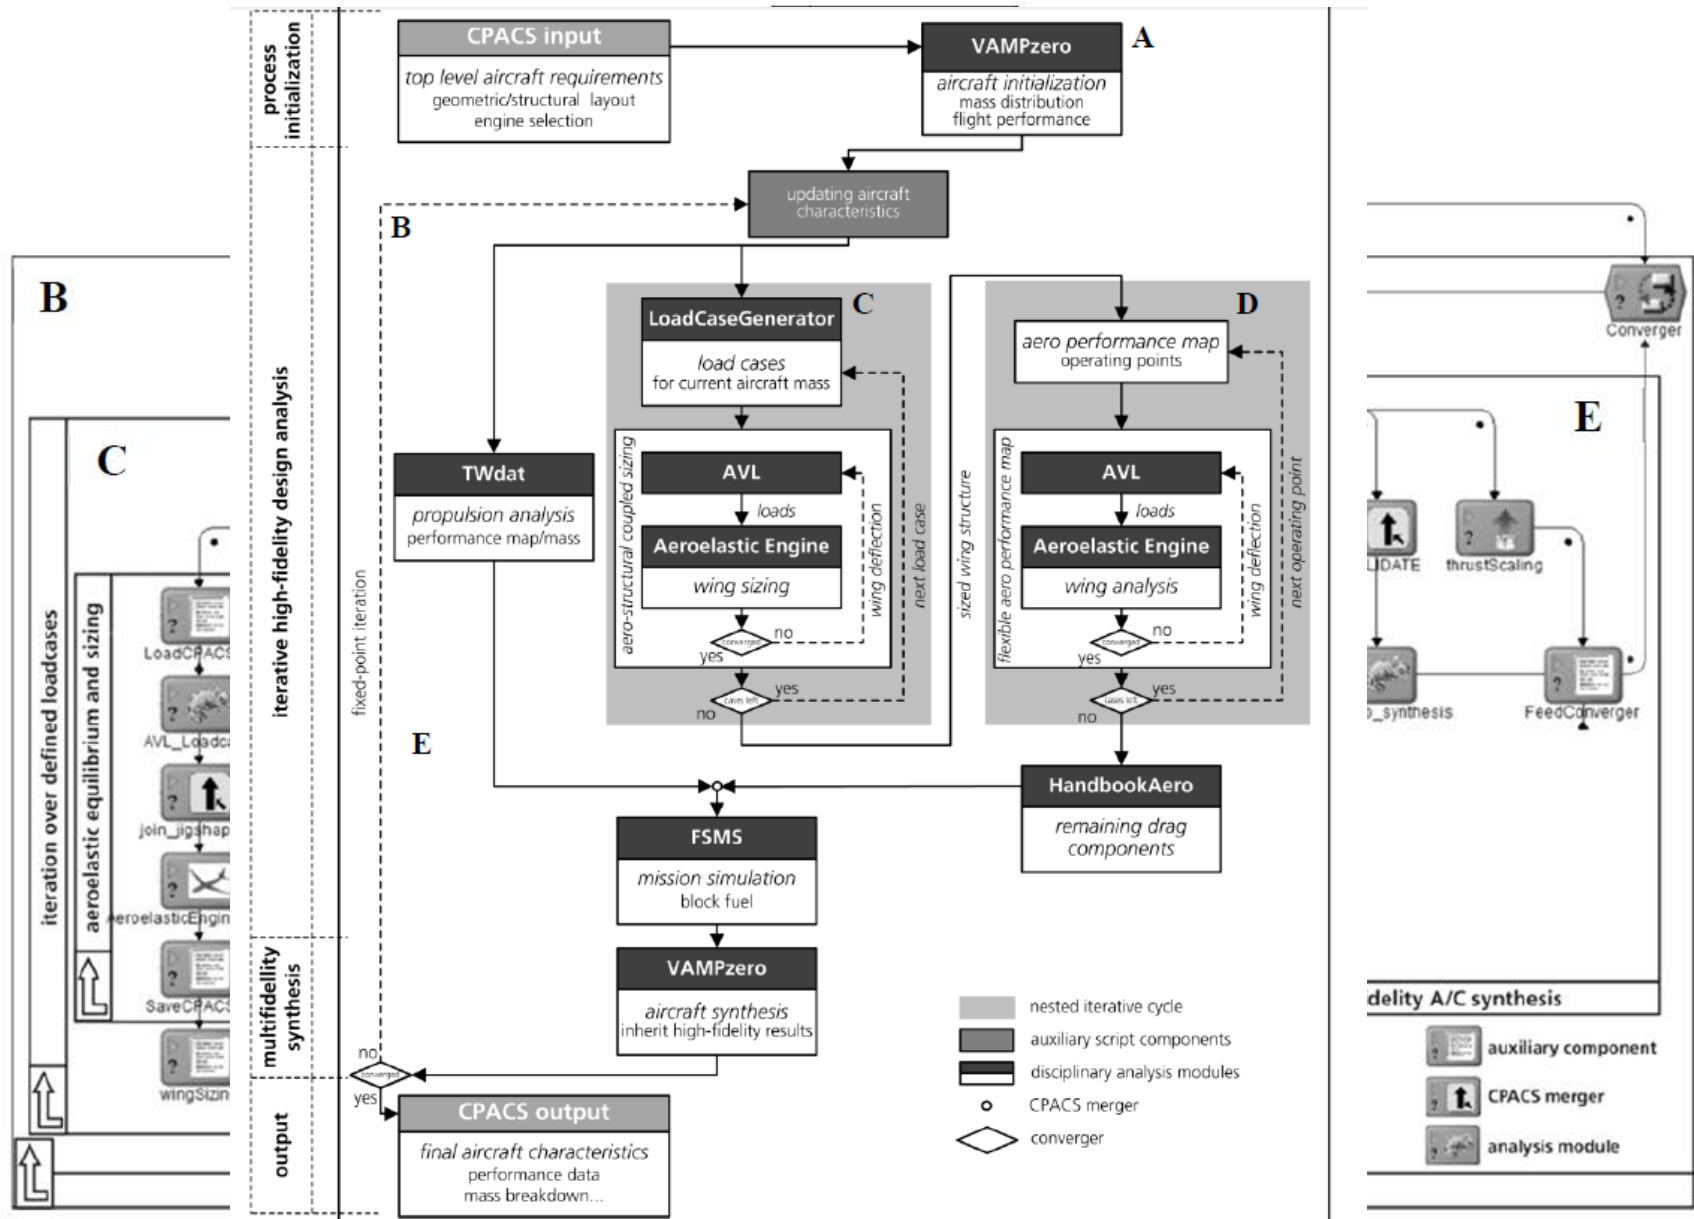 process
initialization
CPACS input
top level aircraft requirements
geometric/structural layout
engine selection
VAMPzero
A
aircraft initialization
mass distribution
flight performance
updating aircraft
characteristics
B
iterative high-fidelity design analysis
fixed-point iteration
TWdat
propulsion analysis
performance map/mass
C
LoadCaseGenerator
load cases
for current aircraft mass
aero-structural coupled sizing
AVL
loads
Aeroelastic Engine
wing sizing
converged
no
yes
wing deflection
next load case
cases left
yes
no
sized wing structure
D
aero performance map
operating points
flexible aero performance map
AVL
loads
Aeroelastic Engine
wing analysis
converged
no
yes
wing deflection
next operating point
cases left
yes
no
E
HandbookAero
remaining drag
components
FSMS
mission simulation
block fuel
multifidellity
synthesis
VAMPzero
aircraft synthesis
inherit high-fidelity results
no
converged
yes
output
CPACS output
final aircraft characteristics
performance data
mass breakdown...
nested iterative cycle
auxiliary script components
disciplinary analysis modules
CPACS merger
converger
B
C
iteration over defined loadcases
aeroelastic equilibrium and sizing
?
LoadCPACS
?
AVL_Loadca
?
join_jigshap
?
AeroelasticEngin
?
SaveCPACS
?
wingSizin
?
Converger
E
LIDATE
?
thrustScaling
o_synthesis
?
FeedConverger
delity A/C synthesis
?
auxiliary component
?
CPACS merger
?
analysis module